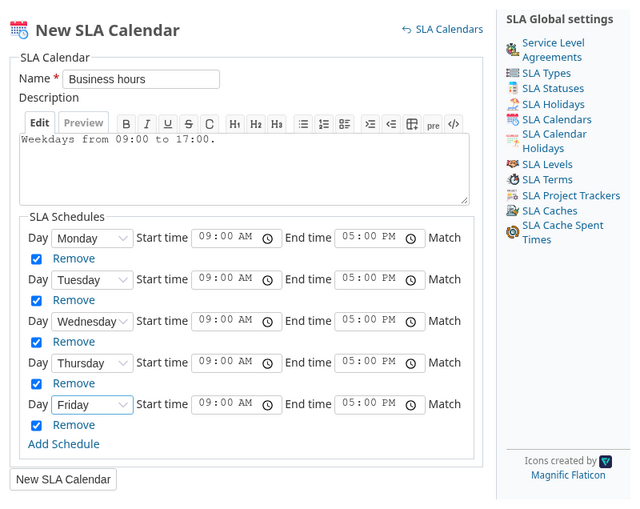 New SLA Calendar
SLA Calendars
SLA Calendar
Name * Business hours
Description
Edit Preview B I U S C H1 H2 H3 pre </>
Weekdays from 09:00 to 17:00.
SLA Schedules
Day Monday Start time 09:00 AM End time 05:00 PM Match
Remove
Day Tuesday Start time 09:00 AM End time 05:00 PM Match
Remove
Day Wednesday Start time 09:00 AM End time 05:00 PM Match
Remove
Day Thursday Start time 09:00 AM End time 05:00 PM Match
Remove
Day Friday Start time 09:00 AM End time 05:00 PM Match
Remove
Add Schedule
New SLA Calendar
SLA Global settings
Service Level
Agreements
SLA Types
SLA Statuses
SLA Holidays
SLA Calendars
SLA Calendar
Holidays
SLA Levels
SLA Terms
SLA Project Trackers
SLA Caches
SLA Cache Spent
Times
Icons created by
Magnific Flaticon